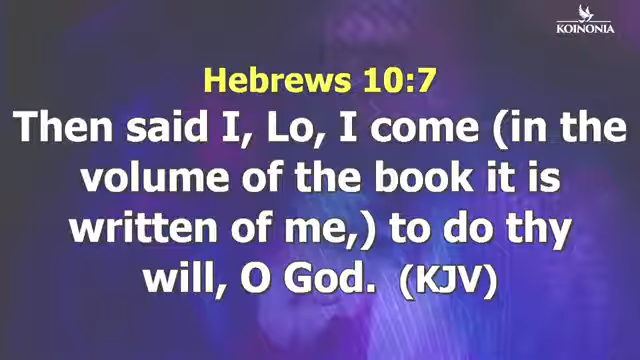 KOINONIA
Hebrews 10:7
Then said I, Lo, I come (in the
volume of the book it is
written of me,) to do thy
will, O God. (KJV)